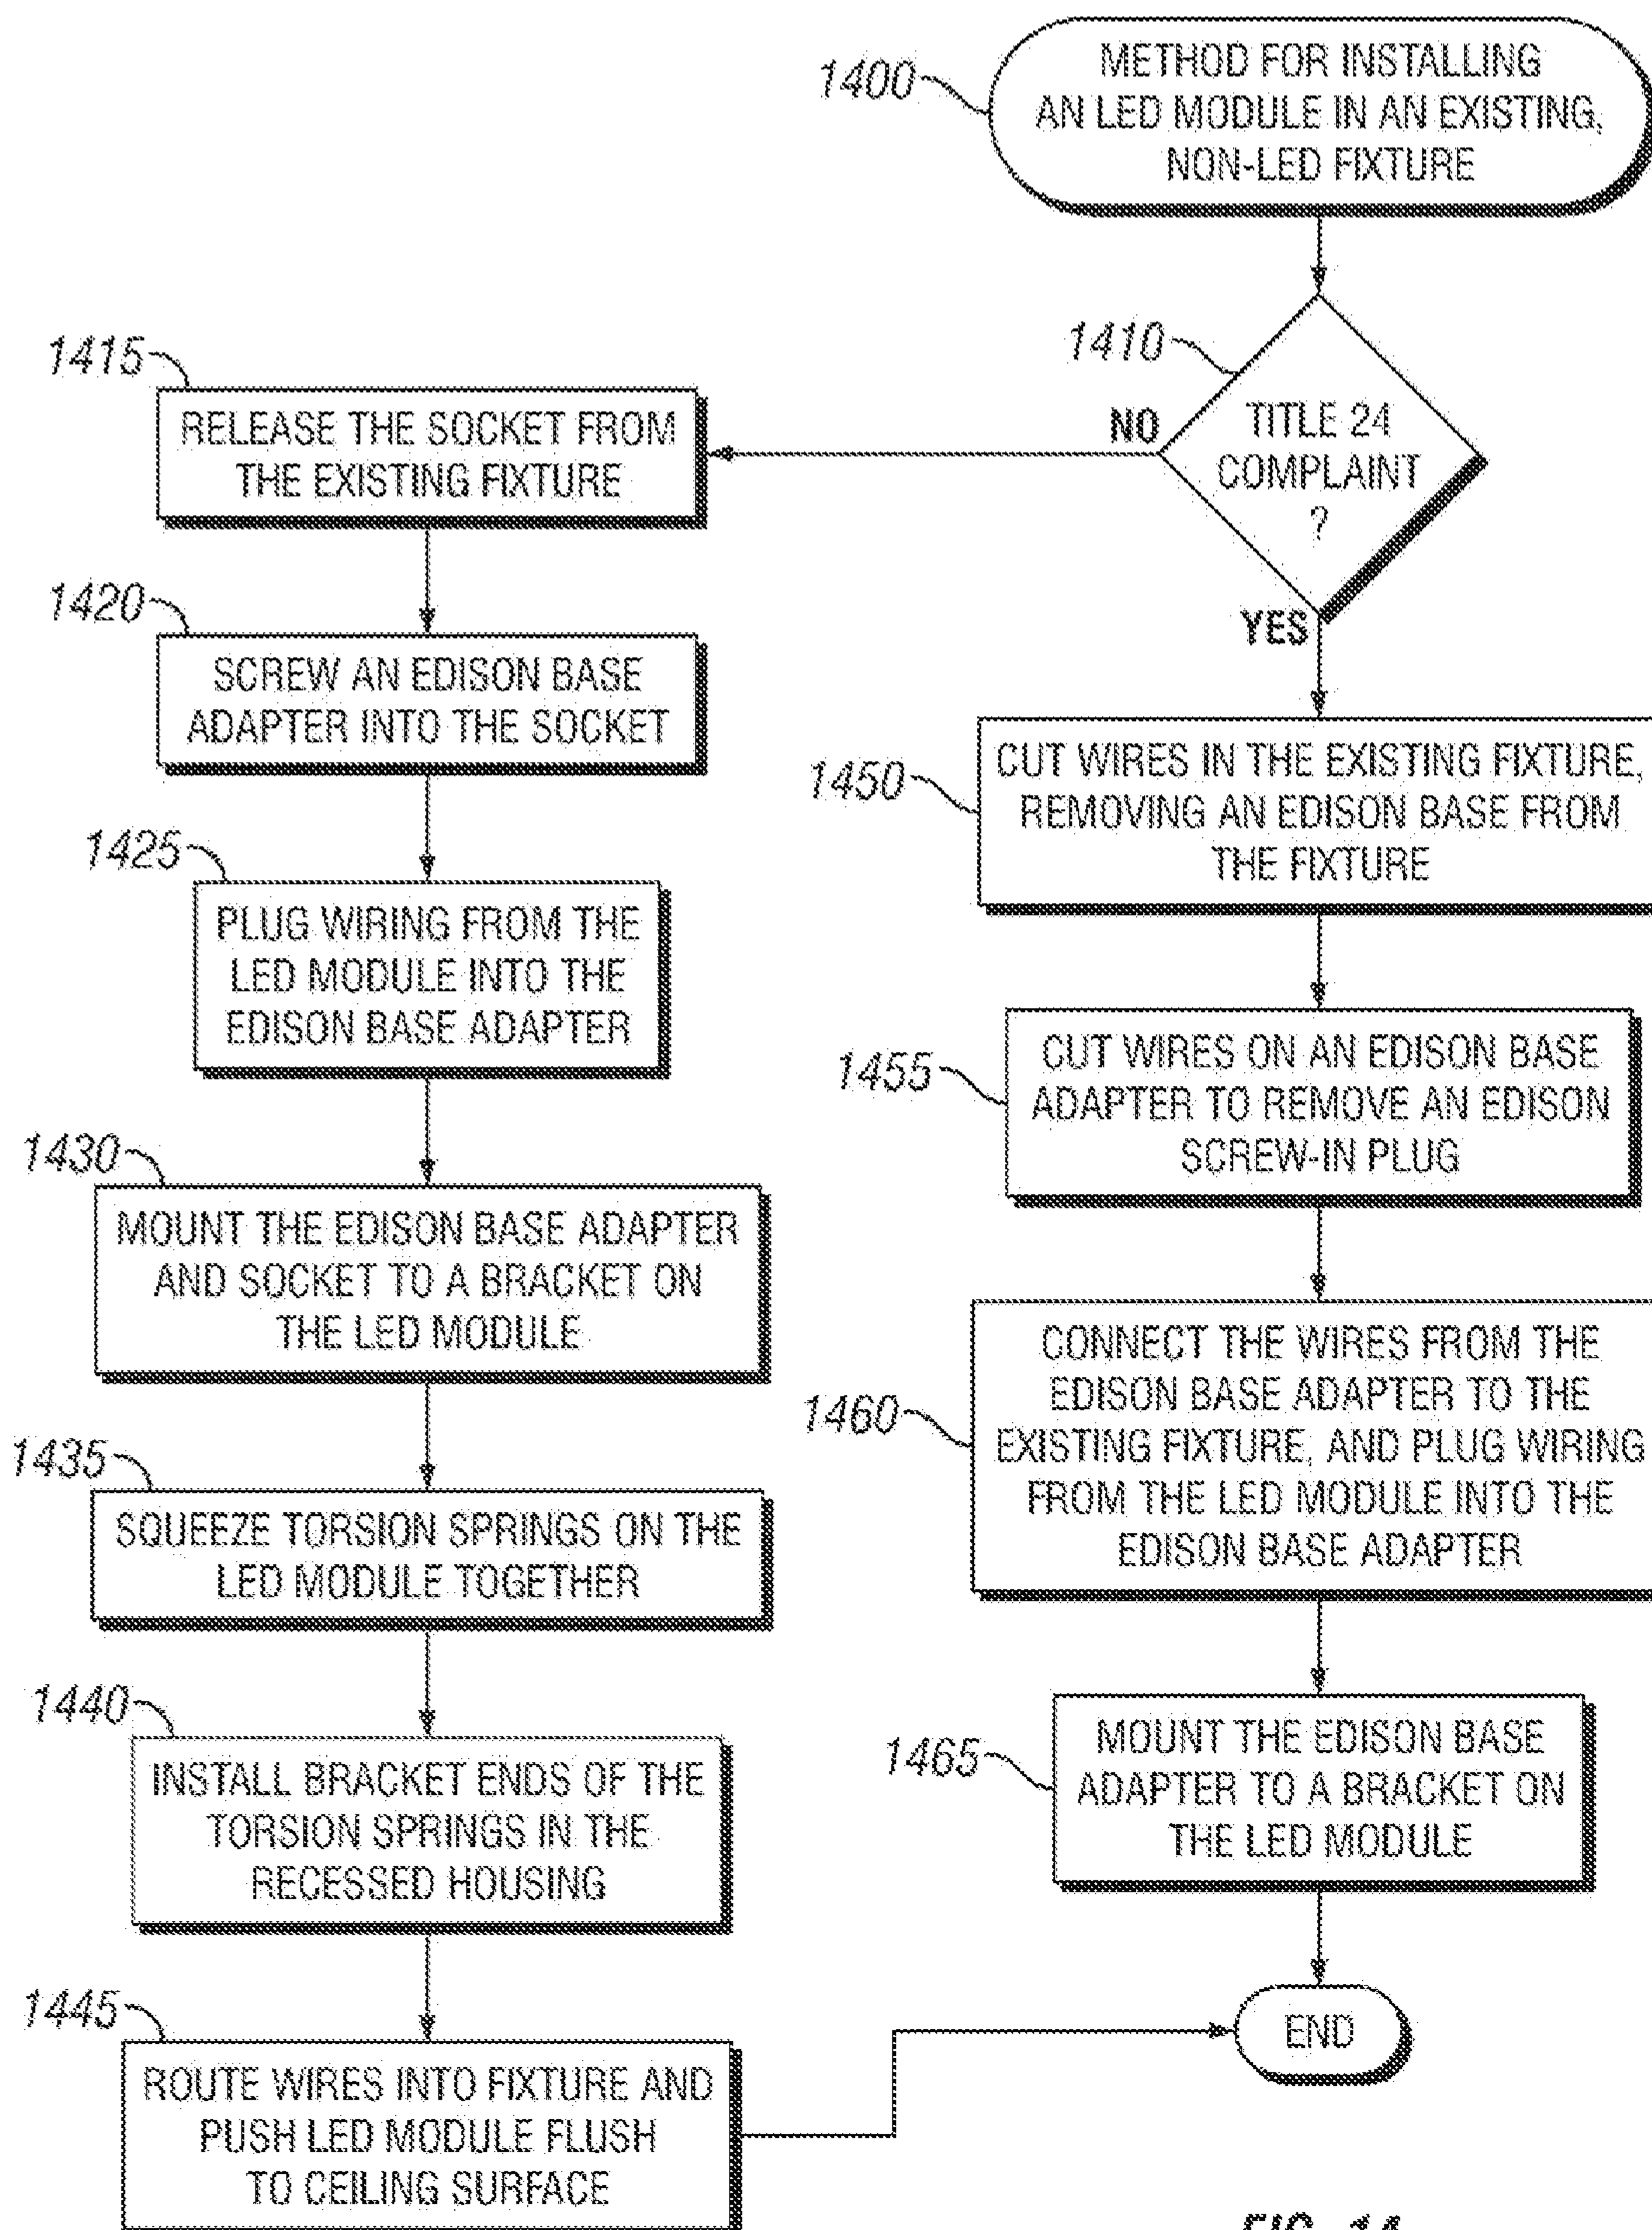 1400
METHOD FOR INSTALLING
AN LED MODULE IN AN EXISTING,
NON-LED FIXTURE
1410
TITLE 24
COMPLAINT
?
NO
YES
1415
RELEASE THE SOCKET FROM
THE EXISTING FIXTURE
1420
SCREW AN EDISON BASE
ADAPTER INTO THE SOCKET
1425
PLUG WIRING FROM THE
LED MODULE INTO THE
EDISON BASE ADAPTER
1430
MOUNT THE EDISON BASE ADAPTER
AND SOCKET TO A BRACKET ON
THE LED MODULE
1435
SQUEEZE TORSION SPRINGS ON THE
LED MODULE TOGETHER
1440
INSTALL BRACKET ENDS OF THE
TORSION SPRINGS IN THE
RECESSED HOUSING
1445
ROUTE WIRES INTO FIXTURE AND
PUSH LED MODULE FLUSH
TO CEILING SURFACE
1450
CUT WIRES IN THE EXISTING FIXTURE,
REMOVING AN EDISON BASE FROM
THE FIXTURE
1455
CUT WIRES ON AN EDISON BASE
ADAPTER TO REMOVE AN EDISON
SCREW-IN PLUG
1460
CONNECT THE WIRES FROM THE
EDISON BASE ADAPTER TO THE
EXISTING FIXTURE, AND PLUG WIRING
FROM THE LED MODULE INTO THE
EDISON BASE ADAPTER
1465
MOUNT THE EDISON BASE
ADAPTER TO A BRACKET ON
THE LED MODULE
END
FIG. 14